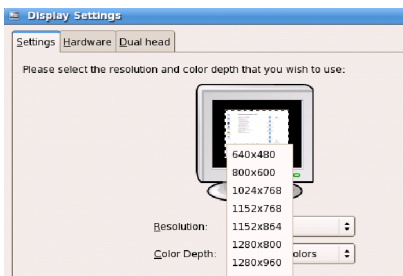 Display Settings
Settings Hardware Dual head
Please select the resolution and color depth that you wish to use:
640x480
800x600
1024x768
1152x768
Resolution: 1152x864
1280x800
Color Depth: olors
1280x960